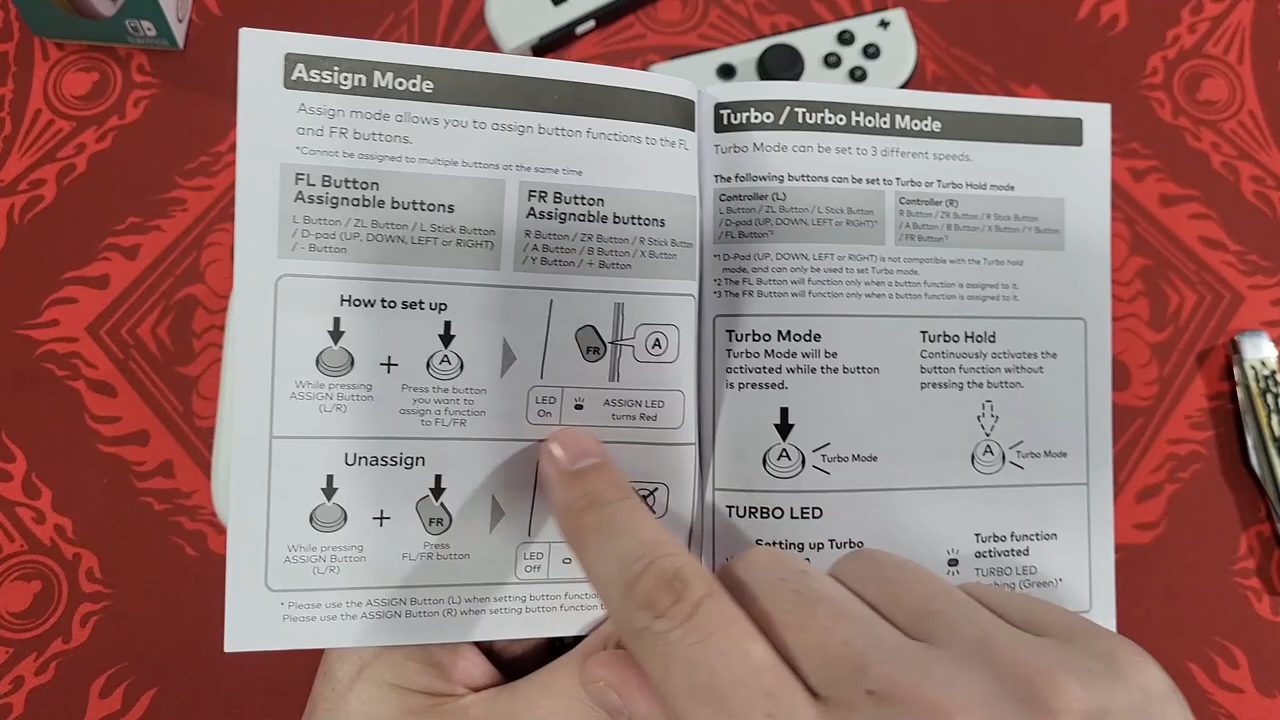 Assign Mode
Assign mode allows you to assign button functions to the FL
and FR buttons.
*Cannot be assigned to multiple buttons at the same time
FL Button
Assignable buttons
L Button / ZL Button / L Stick Button
/ D-pad (UP, DOWN, LEFT or RIGHT)
/ - Button
FR Button
Assignable buttons
R Button / ZR Button / R Stick Button
/ A Button / B Button / X Button
/ Y Button / + Button
How to set up
A
+
While pressing
ASSIGN Button
(L/R)
Press the button
you want to
assign a function
to FL/FR
FR
A
LED
On
ASSIGN LED
turns Red
Unassign
+
FR
While pressing
ASSIGN Button
(L/R)
Press
FL/FR button
LED
Off
* Please use the ASSIGN Button (L) when setting button
Please use the ASSIGN Button (R) when setting button function
Turbo / Turbo Hold Mode
Turbo Mode can be set to 3 different speeds.
The following buttons can be set to Turbo or Turbo Hold mode
Controller (L)
L Button / ZL Button / L Stick Button
/ D-pad (UP, DOWN, LEFT or RIGHT)*¹
/ FL Button*²
Controller (R)
R Button / ZR Button / R Stick Button
/ A Button / B Button / X Button / Y Button
/ FR Button
*1 D-Pad (UP, DOWN, LEFT or RIGHT) is not compatible with the Turbo hold
mode, and can only be used to set Turbo mode.
*2 The FL Button will function only when a button function is assigned to it.
*3 The FR Button will function only when a button function is assigned to it.
Turbo Mode
Turbo Mode will be
activated while the button
is pressed.
A
Turbo Mode
Turbo Hold
Continuously activates the
button function without
pressing the button.
A
Turbo Mode
TURBO LED
Setting up Turbo
Turbo function
activated
TURBO LED
(Green)*